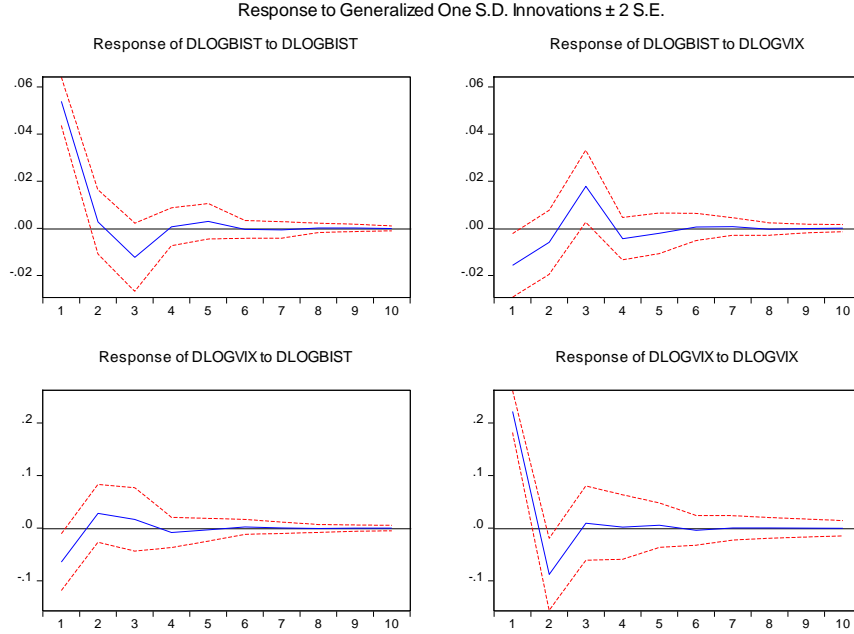 Response to Generalized One S.D. Innovations ± 2 S.E.
Response of DLOGBIST to DLOGBIST
.06
.04
.02
.00
-.02
1 2 3 4 5 6 7 8 9 10
Response of DLOGBIST to DLOGVIX
.06
.04
.02
.00
-.02
1 2 3 4 5 6 7 8 9 10
Response of DLOGVIX to DLOGBIST
.2
.1
.0
-.1
1 2 3 4 5 6 7 8 9 10
Response of DLOGVIX to DLOGVIX
.2
.1
.0
-.1
1 2 3 4 5 6 7 8 9 10